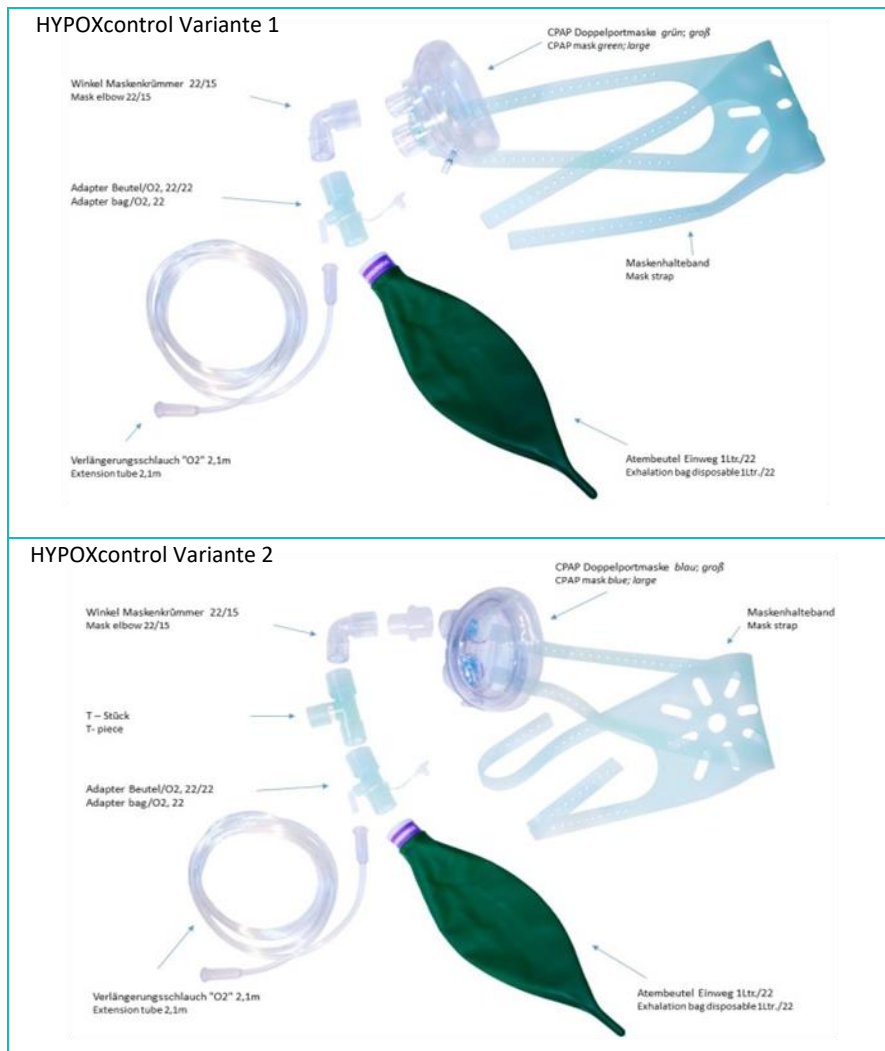 HYPOXcontrol Variante 1
CPAP Doppelportmaske grün; groß
CPAP mask green; large
Winkel Maskenkrümmer 22/15
Mask elbow 22/15
Adapter Beutel/O2, 22/22
Adapter bag/O2, 22
Maskenhalteband
Mask strap
Verlängerungsschlauch "O2" 2,1m
Extension tube 2,1m
Atembeutel Einweg 1Ltr./22
Exhalation bag disposable 1Ltr./22
HYPOXcontrol Variante 2
CPAP Doppelportmaske blau; groß
CPAP mask blue; large
Winkel Maskenkrümmer 22/15
Mask elbow 22/15
Maskenhalteband
Mask strap
T – Stück
T- piece
Adapter Beutel/O2, 22/22
Adapter bag/O2, 22
Verlängerungsschlauch "O2" 2,1m
Extension tube 2,1m
Atembeutel Einweg 1Ltr./22
Exhalation bag disposable 1Ltr./22